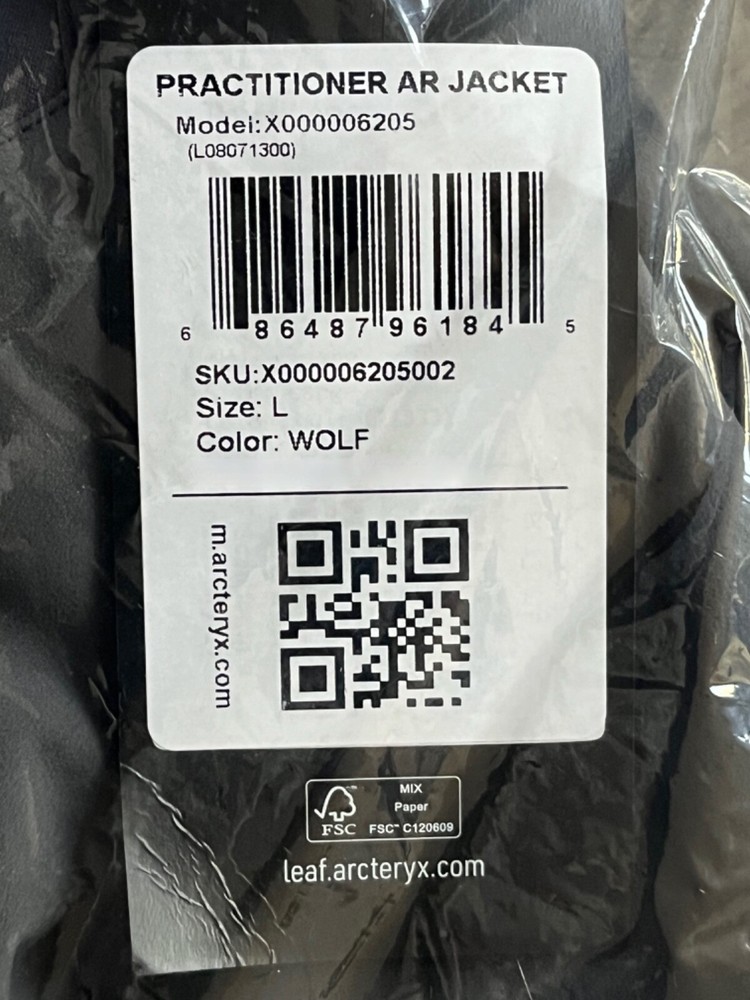 PRACTITIONER AR JACKET
Model:X000006205
(L08071300)
6 86487 96184 5
SKU:X000006205002
Size: L
Color: WOLF
m.arcteryx.com
MIX
Paper
FSC FSC™ C120609
leaf.arcteryx.com